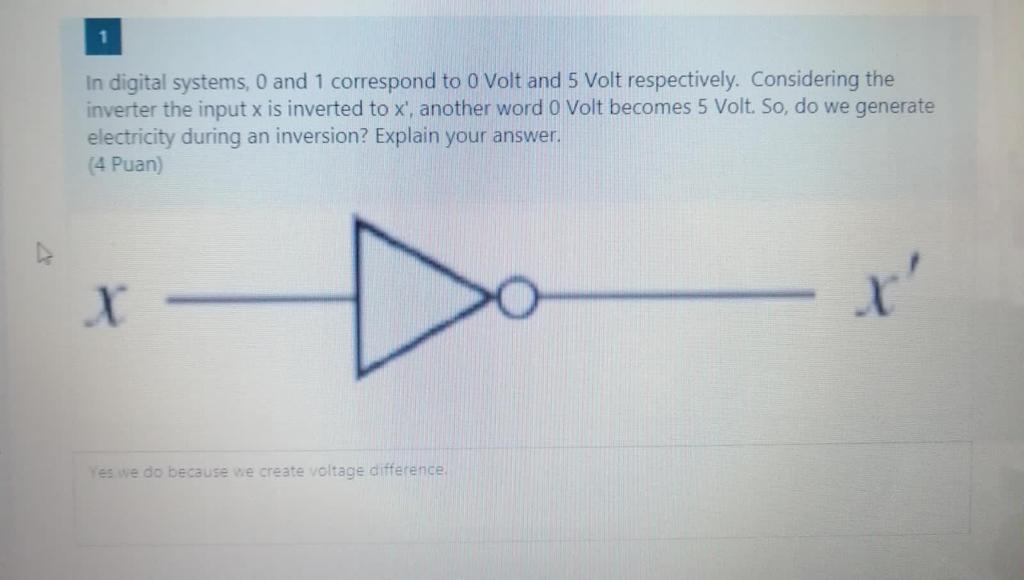 1
In digital systems, 0 and 1 correspond to 0 Volt and 5 Volt respectively. Considering the
inverter the input x is inverted to x', another word 0 Volt becomes 5 Volt. So, do we generate
electricity during an inversion? Explain your answer.
(4 Puan)
x x'
Yes we do because we create voltage difference.